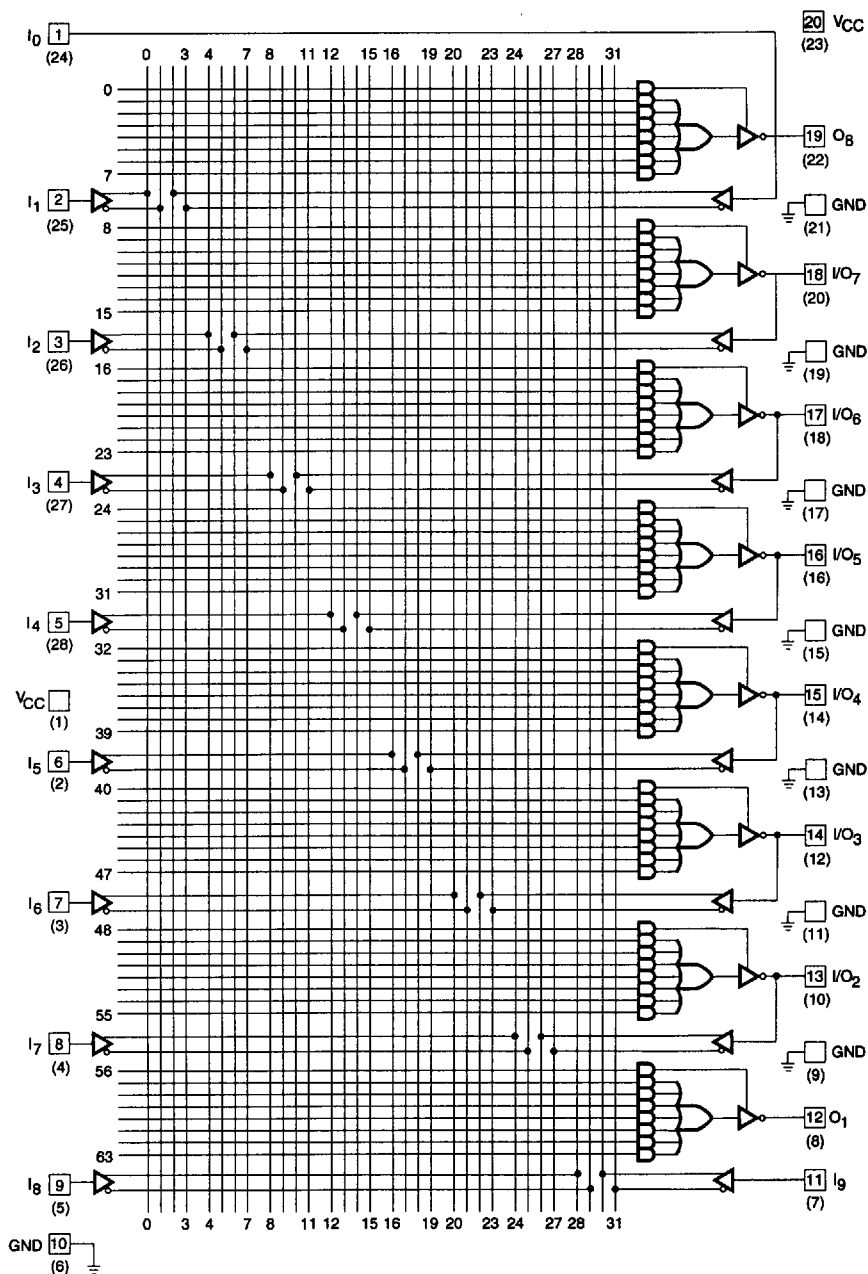 I0 1 20 VCC
(24) (23)
0 3 4 7 8 11 12 15 16 19 20 23 24 27 28 31
0
19 O8
(22)
7
I1 2 GND
(25) (21)
8
18 I/O7
(20)
15
I2 3 GND
(26) (19)
16
17 I/O6
(18)
23
I3 4 GND
(27) (17)
24
16 I/O5
(16)
31
I4 5 GND
(28) (15)
32
VCC 15 I/O4
(1) (14)
39
I5 6 GND
(2) (13)
40
14 I/O3
(12)
47
I6 7 GND
(3) (11)
48
13 I/O2
(10)
55
I7 8 GND
(4) (9)
56
12 O1
(8)
63
I8 9 11 I9
(5) (7)
0 3 4 7 8 11 12 15 16 19 20 23 24 27 28 31
GND 10
(6)